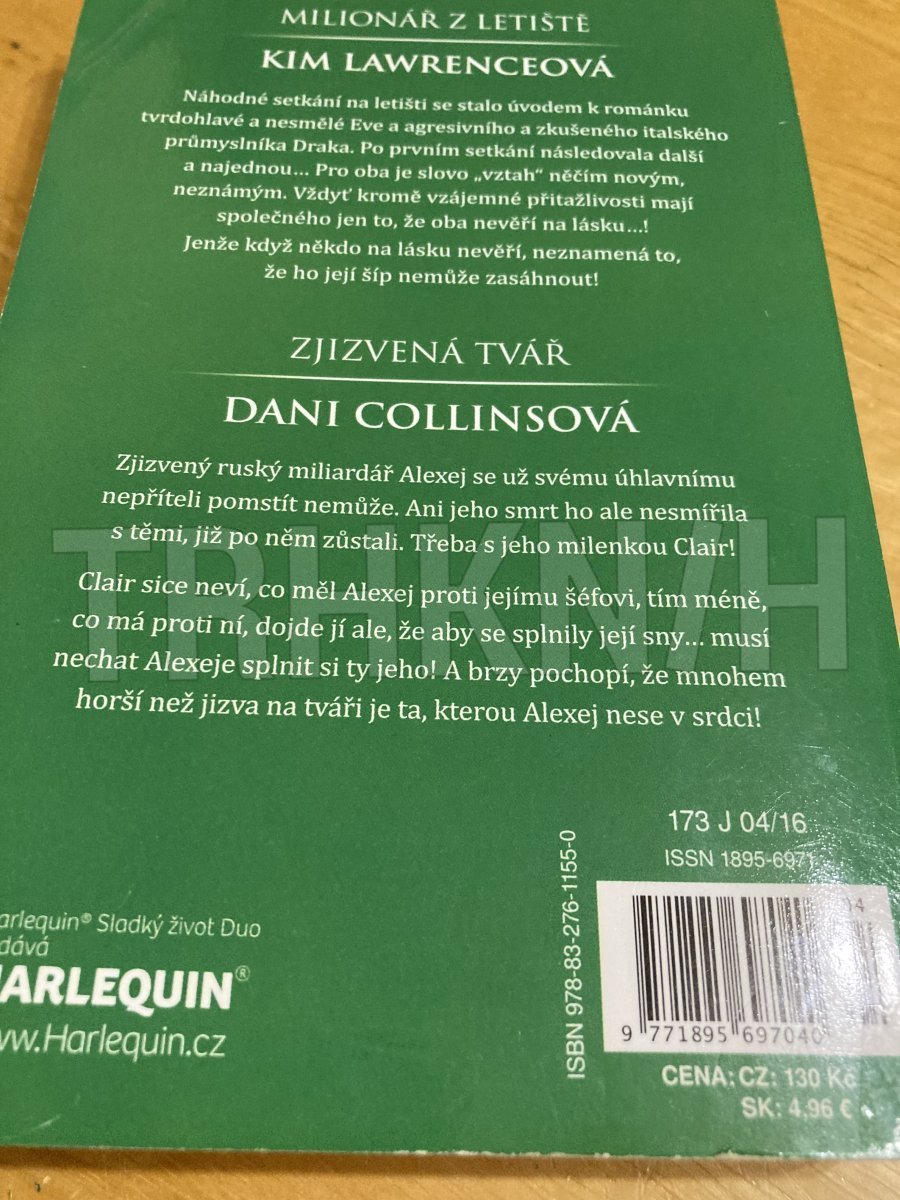 MILIONÁŘ Z LETIŠTĚ
KIM LAWRENCEOVÁ
Náhodné setkání na letišti se stalo úvodem k románku
tvrdohlavé a nesmělé Eve a agresivního a zkušeného italského
průmyslníka Draka. Po prvním setkání následovala další
a najednou... Pro oba je slovo „vztah“ něčím novým,
neznámým. Vždyť kromě vzájemné přitažlivosti mají
společného jen to, že oba nevěří na lásku...!
Jenže když někdo na lásku nevěří, neznamená to,
že ho její šíp nemůže zasáhnout!
ZJIZVENÁ TVÁŘ
DANI COLLINSOVÁ
Zjizvený ruský miliardář Alexej se už svému úhlavnímu
nepříteli pomstít nemůže. Ani jeho smrt ho ale nesmířila
s těmi, již po něm zůstali. Třeba s jeho milenkou Clair!
Clair sice neví, co měl Alexej proti jejímu šéfovi, tím méně,
co má proti ní, dojde jí ale, že aby se splnily její sny... musí
nechat Alexeje splnit si ty jeho! A brzy pochopí, že mnohem
horší než jizva na tváři je ta, kterou Alexej nese v srdci!
TRHKNIH
173 J 04/16
ISSN 1895-6971
ISBN 978-83-276-1155-0
04
9 771895 697040
CENA: CZ: 130 Kč
SK: 4.96 €
arlequin® Sladký život Duo
dává
HARLEQUIN®
www.Harlequin.cz